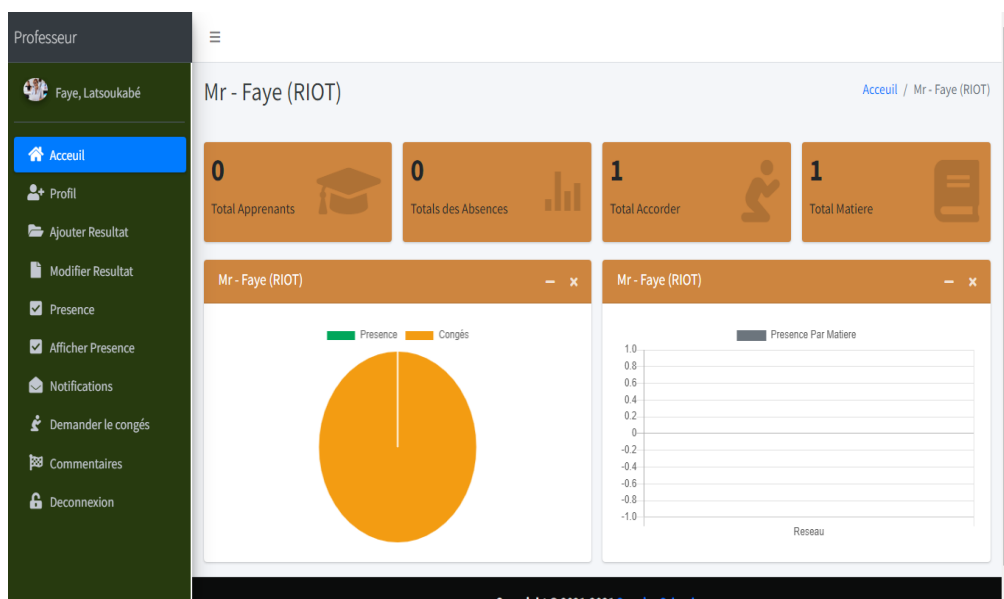 Professeur
Faye, Latsoukabé
Acceuil
Profil
Ajouter Resultat
Modifier Resultat
Presence
Afficher Presence
Notifications
Demander le congés
Commentaires
Deconnexion
Mr - Faye (RIOT)
Acceuil / Mr - Faye (RIOT)
0
Total Apprenants
0
Totals des Absences
1
Total Accorder
1
Total Matiere
Mr - Faye (RIOT)
Presence Congés
Mr - Faye (RIOT)
Presence Par Matiere
1.0
0.8
0.6
0.4
0.2
0
-0.2
-0.4
-0.6
-0.8
-1.0
Reseau